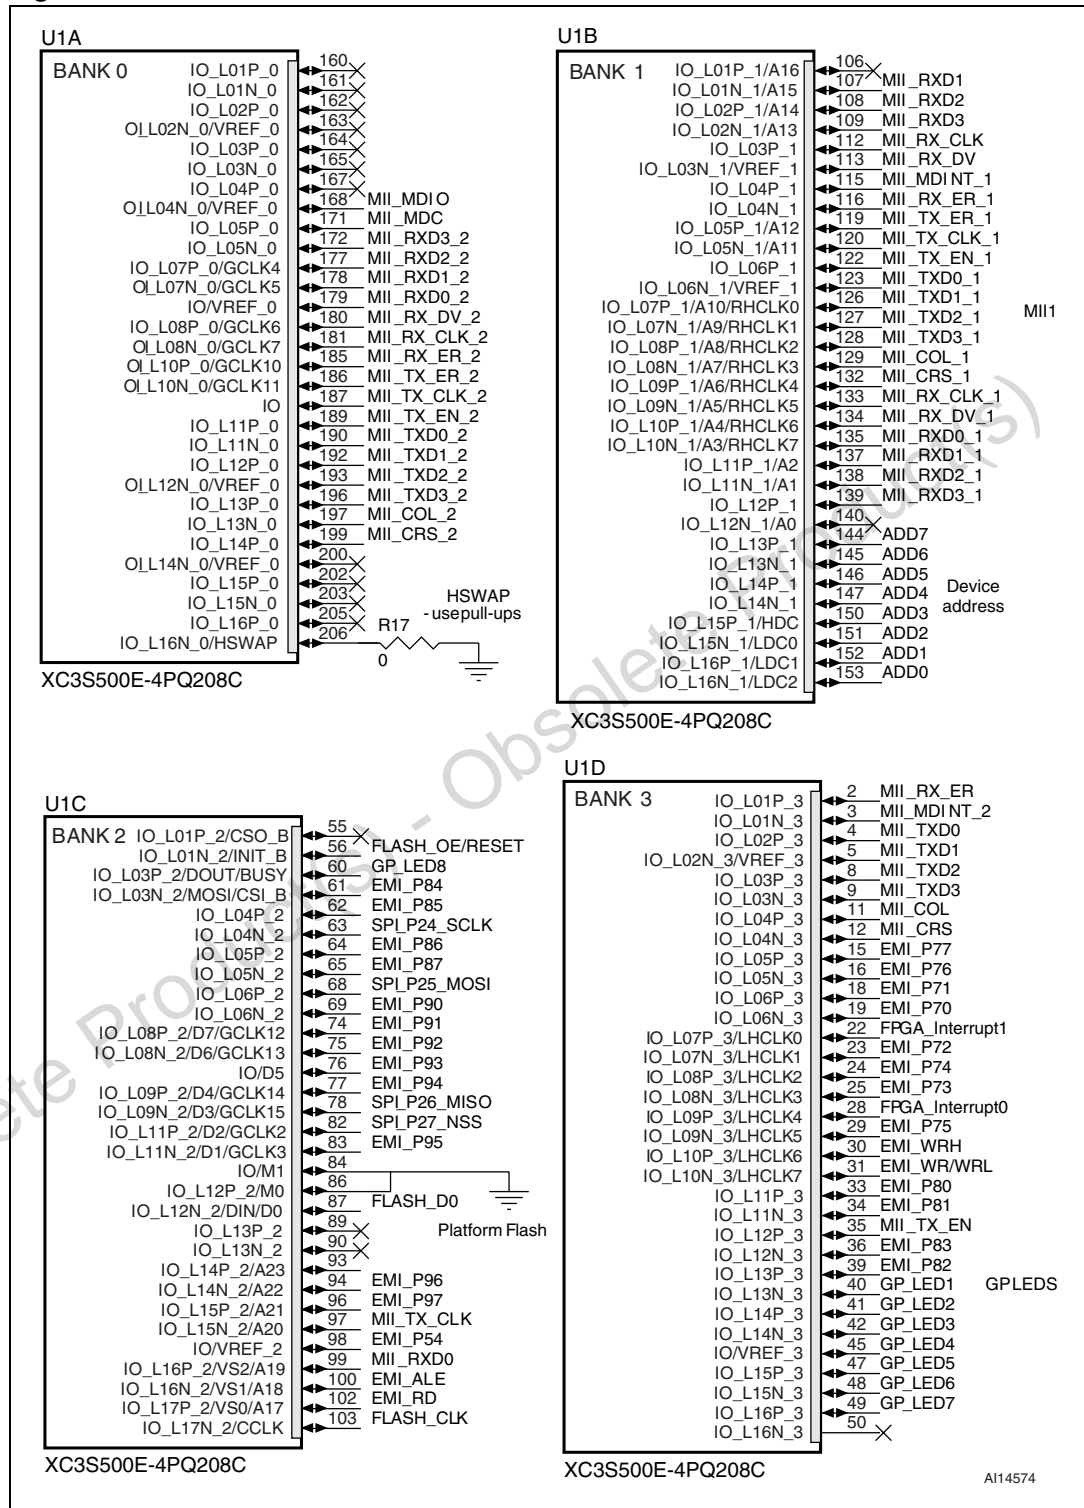 U1A
BANK 0
IO_L01P_0 160
IO_L01N_0 161
IO_L02P_0 162
OI_L02N_0/VREF_0 163
IO_L03P_0 164
IO_L03N_0 165
IO_L04P_0 167
OI_L04N_0/VREF_0 168 MII_MDIO
IO_L05P_0 171 MII_MDC
IO_L05N_0 172 MII_RXD3_2
IO_L07P_0/GCLK4 177 MII_RXD2_2
OI_L07N_0/GCLK5 178 MII_RXD1_2
IO/VREF_0 179 MII_RXD0_2
IO_L08P_0/GCLK6 180 MII_RX_DV_2
OI_L08N_0/GCLK7 181 MII_RX_CLK_2
OI_L10P_0/GCLK10 185 MII_RX_ER_2
OI_L10N_0/GCLK11 186 MII_TX_ER_2
IO 187 MII_TX_CLK_2
IO_L11P_0 189 MII_TX_EN_2
IO_L11N_0 190 MII_TXD0_2
IO_L12P_0 192 MII_TXD1_2
OI_L12N_0/VREF_0 193 MII_TXD2_2
IO_L13P_0 196 MII_TXD3_2
IO_L13N_0 197 MII_COL_2
IO_L14P_0 199 MII_CRS_2
OI_L14N_0/VREF_0 200
IO_L15P_0 202
IO_L15N_0 203
IO_L16P_0 205
IO_L16N_0/HSWAP 206
R17
0
HSWAP
- usepull-ups
XC3S500E-4PQ208C
U1B
BANK 1
IO_L01P_1/A16 106
IO_L01N_1/A15 107 MII_RXD1
IO_L02P_1/A14 108 MII_RXD2
IO_L02N_1/A13 109 MII_RXD3
IO_L03P_1 112 MII_RX_CLK
IO_L03N_1/VREF_1 113 MII_RX_DV
IO_L04P_1 115 MII_MDINT_1
IO_L04N_1 116 MII_RX_ER_1
IO_L05P_1/A12 119 MII_TX_ER_1
IO_L05N_1/A11 120 MII_TX_CLK_1
IO_L06P_1 122 MII_TX_EN_1
IO_L06N_1/VREF_1 123 MII_TXD0_1
IO_L07P_1/A10/RHCLK0 126 MII_TXD1_1
IO_L07N_1/A9/RHCLK1 127 MII_TXD2_1
IO_L08P_1/A8/RHCLK2 128 MII_TXD3_1
IO_L08N_1/A7/RHCLK3 129 MII_COL_1
IO_L09P_1/A6/RHCLK4 132 MII_CRS_1
IO_L09N_1/A5/RHCLK5 133 MII_RX_CLK_1
IO_L10P_1/A4/RHCLK6 134 MII_RX_DV_1
IO_L10N_1/A3/RHCLK7 135 MII_RXD0_1
IO_L11P_1/A2 137 MII_RXD1_1
IO_L11N_1/A1 138 MII_RXD2_1
IO_L12P_1 139 MII_RXD3_1
IO_L12N_1/A0 140
IO_L13P_1 144 ADD7
IO_L13N_1 145 ADD6
IO_L14P_1 146 ADD5
IO_L14N_1 147 ADD4
IO_L15P_1/HDC 150 ADD3
IO_L15N_1/LDC0 151 ADD2
IO_L16P_1/LDC1 152 ADD1
IO_L16N_1/LDC2 153 ADD0
MII1
Device
address
XC3S500E-4PQ208C
U1C
BANK 2
IO_L01P_2/CSO_B 55
IO_L01N_2/INIT_B 56 FLASH_OE/RESET
IO_L03P_2/DOUT/BUSY 60 GP_LED8
IO_L03N_2/MOSI/CSI_B 61 EMI_P84
IO_L04P_2 62 EMI_P85
IO_L04N_2 63 SPI_P24_SCLK
IO_L05P_2 64 EMI_P86
IO_L05N_2 65 EMI_P87
IO_L06P_2 68 SPI_P25_MOSI
IO_L06N_2 69 EMI_P90
IO_L08P_2/D7/GCLK12 74 EMI_P91
IO_L08N_2/D6/GCLK13 75 EMI_P92
IO/D5 76 EMI_P93
IO_L09P_2/D4/GCLK14 77 EMI_P94
IO_L09N_2/D3/GCLK15 78 SPI_P26_MISO
IO_L11P_2/D2/GCLK2 82 SPI_P27_NSS
IO_L11N_2/D1/GCLK3 83 EMI_P95
IO/M1 84
IO_L12P_2/M0 86
IO_L12N_2/DIN/D0 87 FLASH_D0
IO_L13P_2 89
IO_L13N_2 90
IO_L14P_2/A23 93
IO_L14N_2/A22 94 EMI_P96
IO_L15P_2/A21 96 EMI_P97
IO_L15N_2/A20 97 MII_TX_CLK
IO/VREF_2 98 EMI_P54
IO_L16P_2/VS2/A19 99 MII_RXD0
IO_L16N_2/VS1/A18 100 EMI_ALE
IO_L17P_2/VS0/A17 102 EMI_RD
IO_L17N_2/CCLK 103 FLASH_CLK
Platform Flash
XC3S500E-4PQ208C
U1D
BANK 3
IO_L01P_3 2 MII_RX_ER
IO_L01N_3 3 MII_MDINT_2
IO_L02P_3 4 MII_TXD0
IO_L02N_3/VREF_3 5 MII_TXD1
IO_L03P_3 8 MII_TXD2
IO_L03N_3 9 MII_TXD3
IO_L04P_3 11 MII_COL
IO_L04N_3 12 MII_CRS
IO_L05P_3 15 EMI_P77
IO_L05N_3 16 EMI_P76
IO_L06P_3 18 EMI_P71
IO_L06N_3 19 EMI_P70
IO_L07P_3/LHCLK0 22 FPGA_Interrupt1
IO_L07N_3/LHCLK1 23 EMI_P72
IO_L08P_3/LHCLK2 24 EMI_P74
IO_L08N_3/LHCLK3 25 EMI_P73
IO_L09P_3/LHCLK4 28 FPGA_Interrupt0
IO_L09N_3/LHCLK5 29 EMI_P75
IO_L10P_3/LHCLK6 30 EMI_WRH
IO_L10N_3/LHCLK7 31 EMI_WR/WRL
IO_L11P_3 33 EMI_P80
IO_L11N_3 34 EMI_P81
IO_L12P_3 35 MII_TX_EN
IO_L12N_3 36 EMI_P83
IO_L13P_3 39 EMI_P82
IO_L13N_3 40 GP_LED1
IO_L14P_3 41 GP_LED2
IO_L14N_3 42 GP_LED3
IO/VREF_3 45 GP_LED4
IO_L15P_3 47 GP_LED5
IO_L15N_3 48 GP_LED6
IO_L16P_3 49 GP_LED7
IO_L16N_3 50
GPLEDS
XC3S500E-4PQ208C
AI14574
ete Product(s) - Obsolete Product(s)